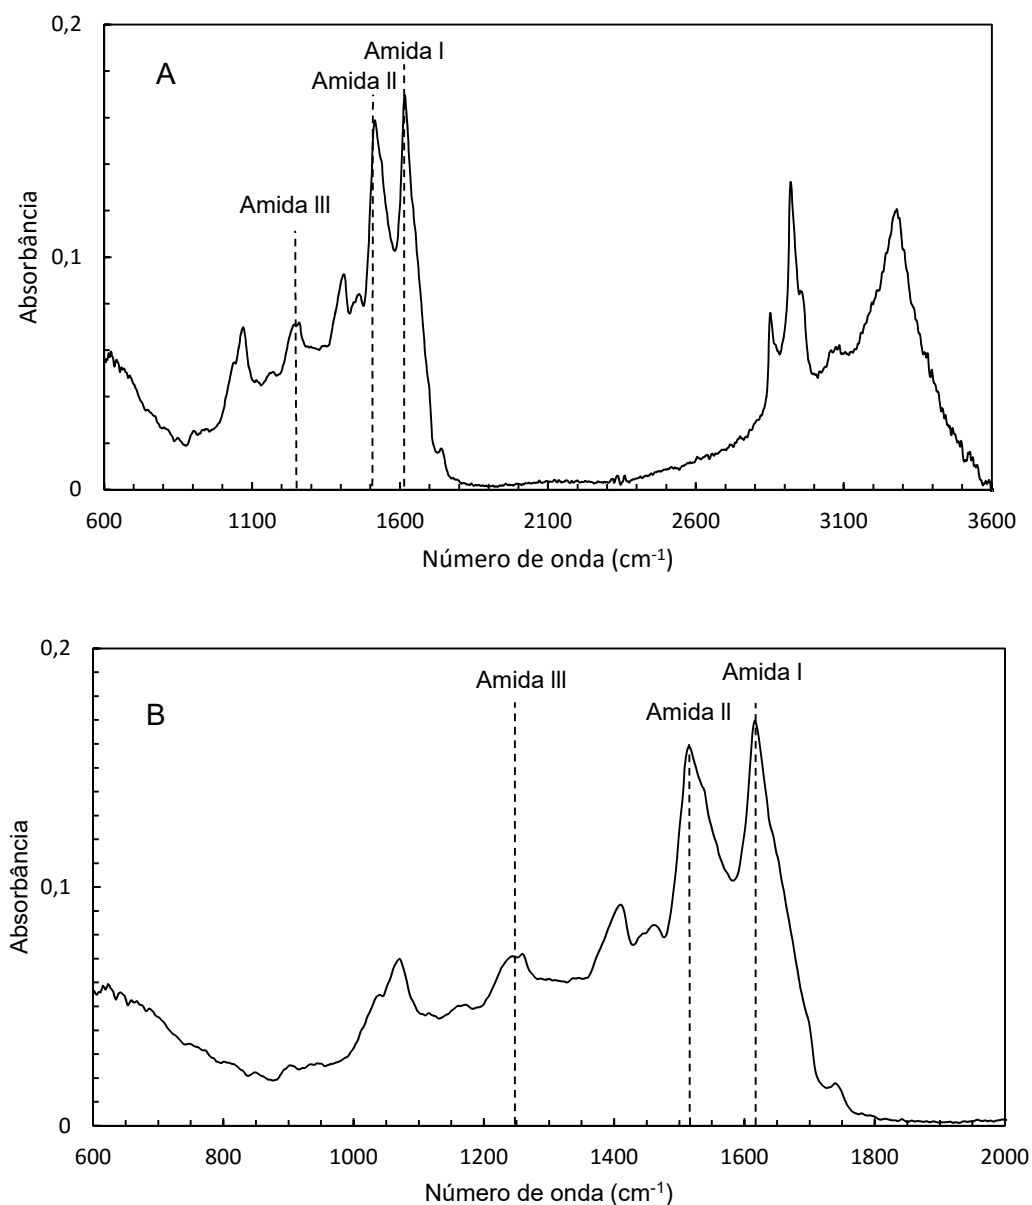 0,2
Amida I
A
Amida II
Amida III
0,1
Absorbância
0
600 1100 1600 2100 2600 3100 3600
Número de onda (cm-1)
0,2
Amida III
Amida I
B
Amida II
0,1
Absorbância
0
600 800 1000 1200 1400 1600 1800 2000
Número de onda (cm-1)